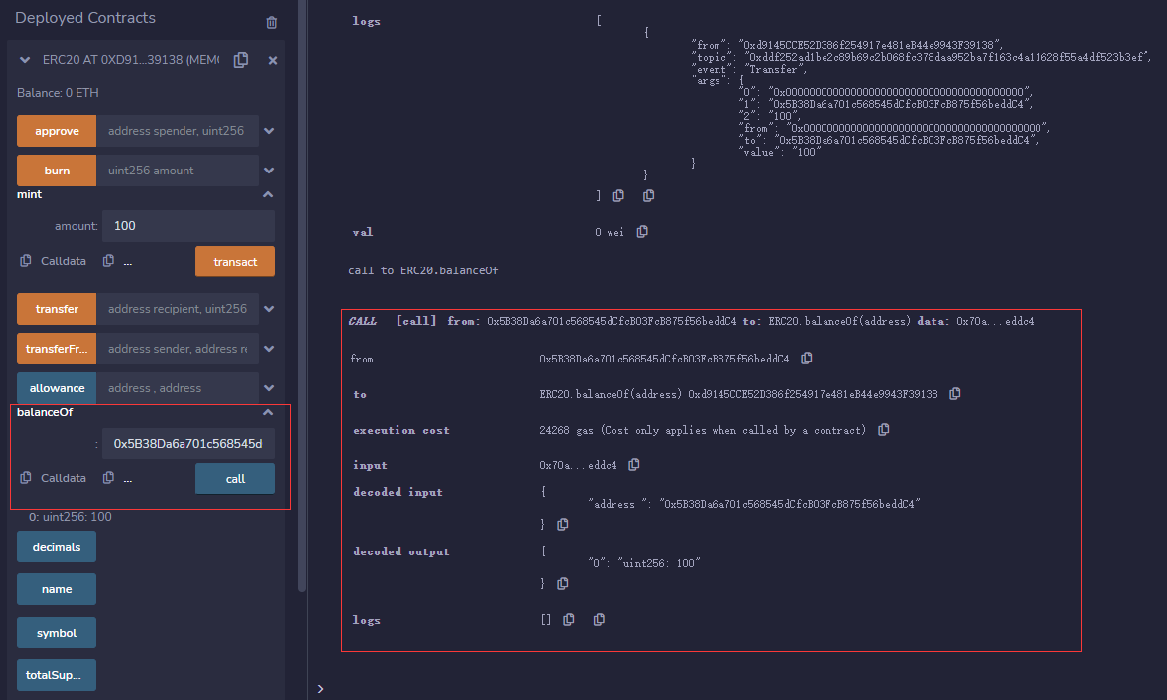 Deployed Contracts
ERC20 AT 0XD91...39138 (MEMO
Balance: 0 ETH
approve address spender, uint256
burn uint256 amount
mint
amount: 100
Calldata ... transact
transfer address recipient, uint256
transferFr... address sender, address re
allowance address , address
balanceOf
: 0x5B38Da6a701c568545d
Calldata ... call
0: uint256: 100
decimals
name
symbol
totalSup...
logs [
{
"from": "0xd9145CCE52D386f254917e481eB44e9943F39138",
"topic": "0xddf252ad1be2c89b69c2b068fc378daa952ba7f163c4a11628f55a4df523b3ef",
"event": "Transfer",
"args": {
"0": "0x0000000000000000000000000000000000000000",
"1": "0x5B38Da6a701c568545dCfcB03FcB875f56beddC4",
"2": "100",
"from": "0x0000000000000000000000000000000000000000",
"to": "0x5B38Da6a701c568545dCfcB03FcB875f56beddC4",
"value": "100"
}
}
]
val 0 wei
call to ERC20.balanceOf
CALL [call] from: 0x5B38Da6a701c568545dCfcB03FcB875f56beddC4 to: ERC20.balanceOf(address) data: 0x70a...eddc4
from 0x5B38Da6a701c568545dCfcB03FcB875f56beddC4
to ERC20.balanceOf(address) 0xd9145CCE52D386f254917e481eB44e9943F39138
execution cost 24268 gas (Cost only applies when called by a contract)
input 0x70a...eddc4
decoded input {
"address ": "0x5B38Da6a701c568545dCfcB03FcB875f56beddC4"
}
decoded output {
"0": "uint256: 100"
}
logs []
>